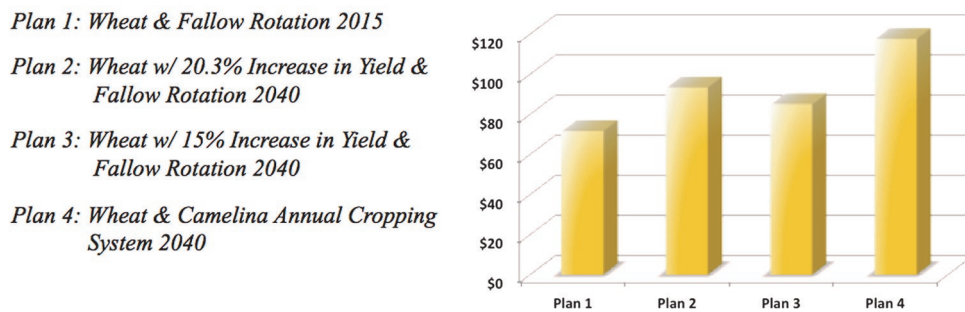 Plan 1: Wheat & Fallow Rotation 2015
Plan 2: Wheat w/ 20.3% Increase in Yield &
Fallow Rotation 2040
Plan 3: Wheat w/ 15% Increase in Yield &
Fallow Rotation 2040
Plan 4: Wheat & Camelina Annual Cropping
System 2040
$120
$100
$80
$60
$40
$20
$0
Plan 1 Plan 2 Plan 3 Plan 4